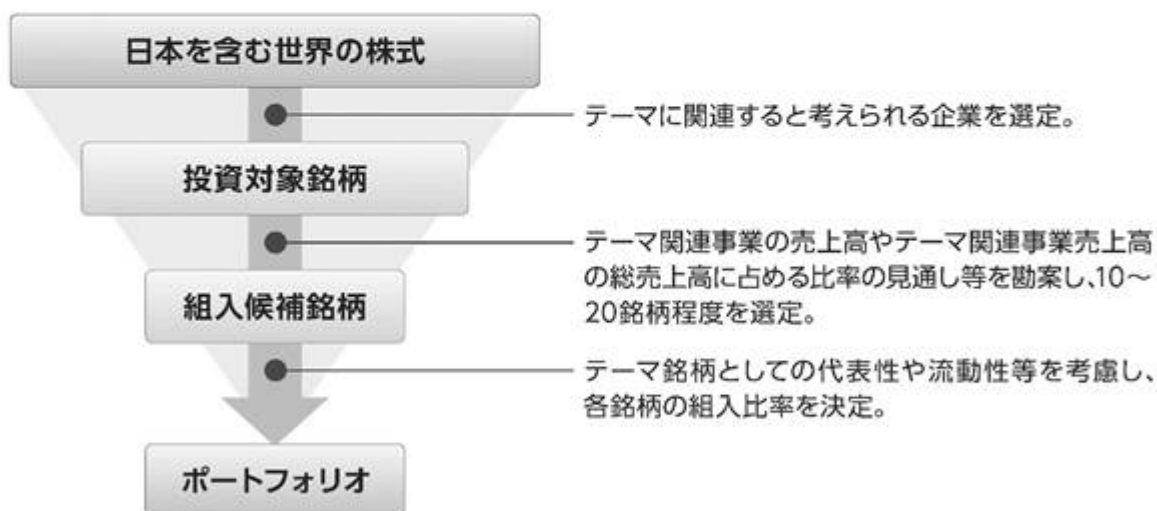 日本を含む世界の株式
テーマに関連すると考えられる企業を選定。
投資対象銘柄
テーマ関連事業の売上高やテーマ関連事業売上高
の総売上高に占める比率の見通し等を勘案し、10～
20銘柄程度を選定。
組入候補銘柄
テーマ銘柄としての代表性や流動性等を考慮し、
各銘柄の組入比率を決定。
ポートフォリオ